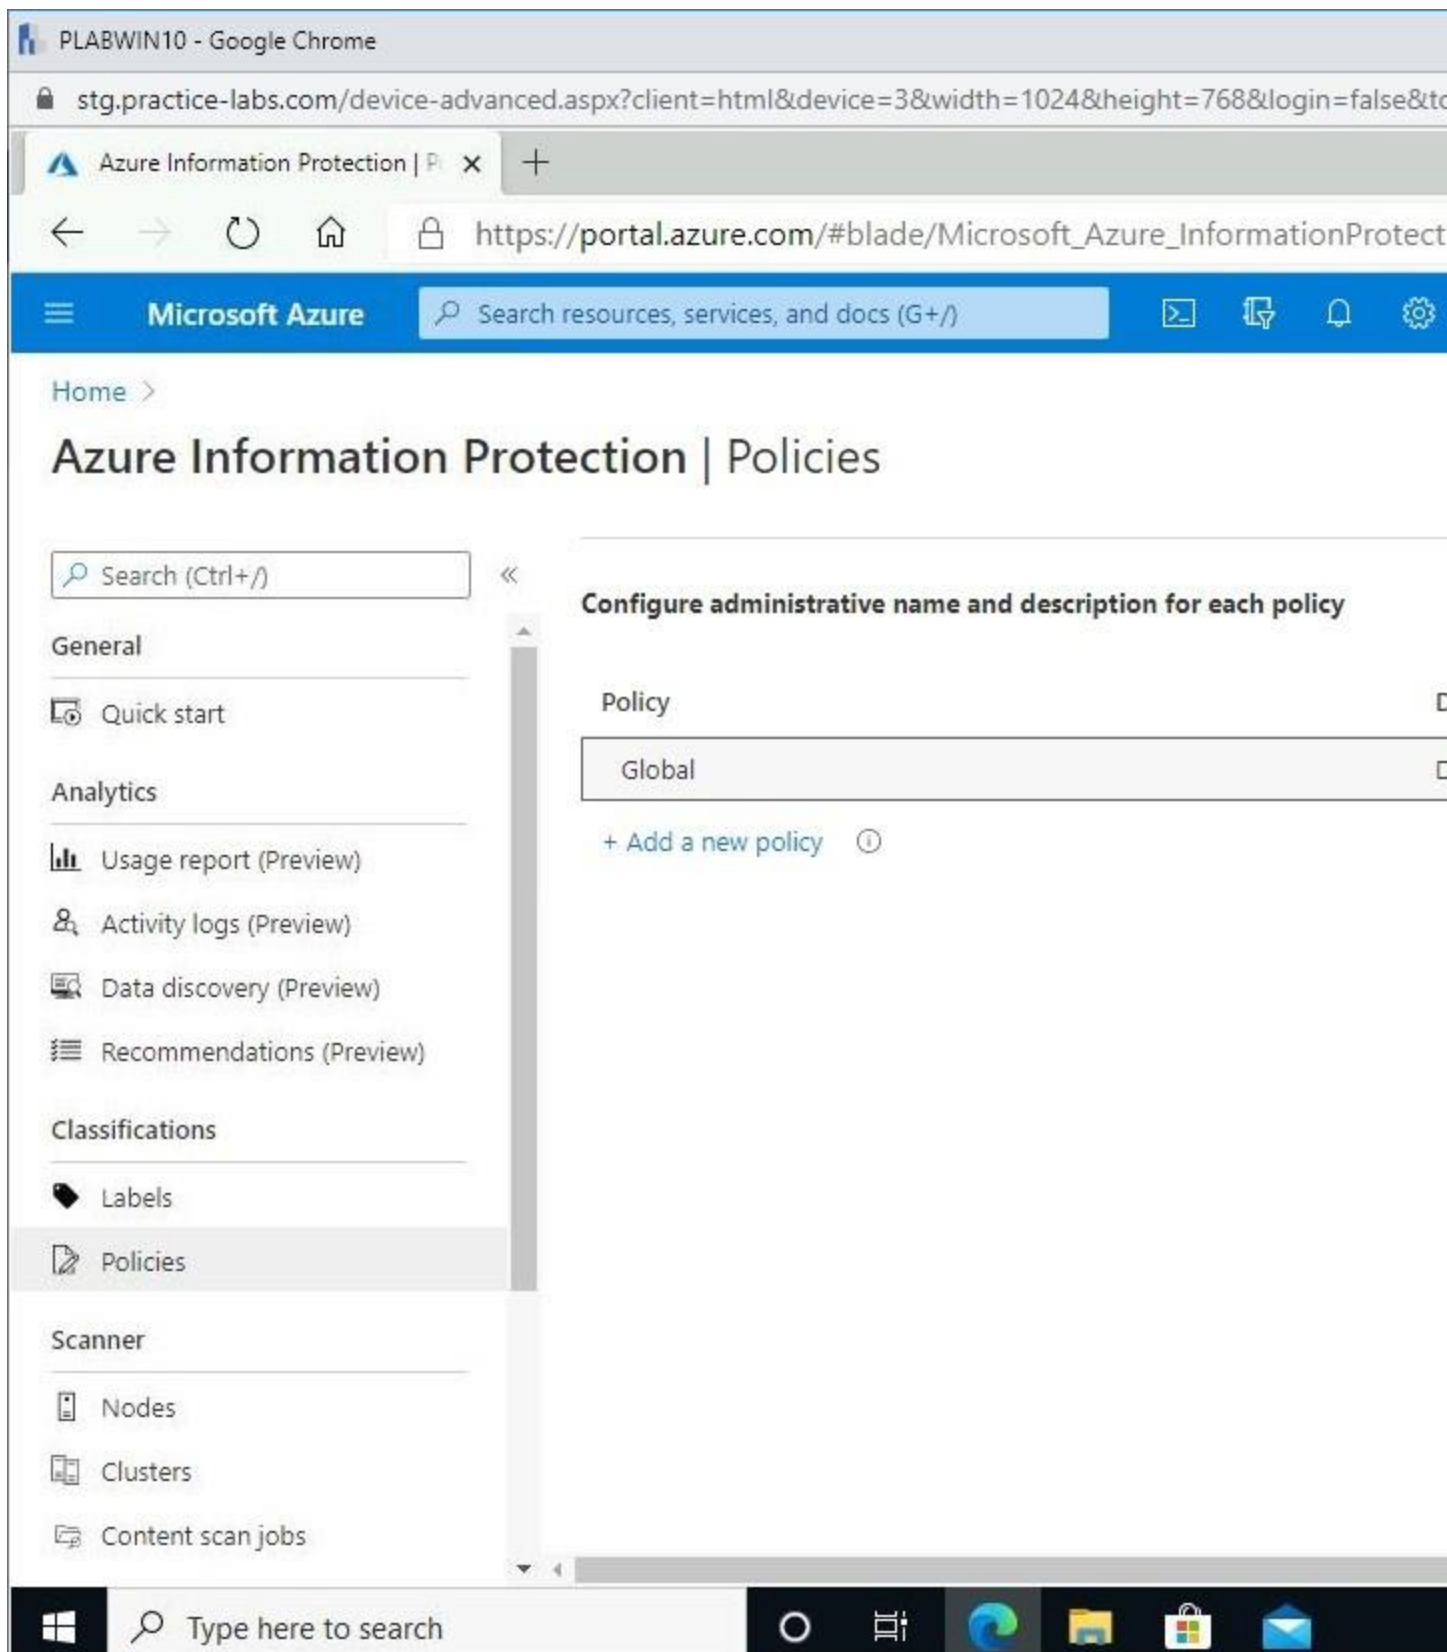 PLABWIN10 - Google Chrome
stg.practice-labs.com/device-advanced.aspx?client=html&device=3&width=1024&height=768&login=false&to
Azure Information Protection | P
https://portal.azure.com/#blade/Microsoft_Azure_InformationProtect
Microsoft Azure
Search resources, services, and docs (G+/)
Home >
Azure Information Protection | Policies
Search (Ctrl+/)
«
General
Quick start
Analytics
Usage report (Preview)
Activity logs (Preview)
Data discovery (Preview)
Recommendations (Preview)
Classifications
Labels
Policies
Scanner
Nodes
Clusters
Content scan jobs
Configure administrative name and description for each policy
Policy
Global
+ Add a new policy
Type here to search